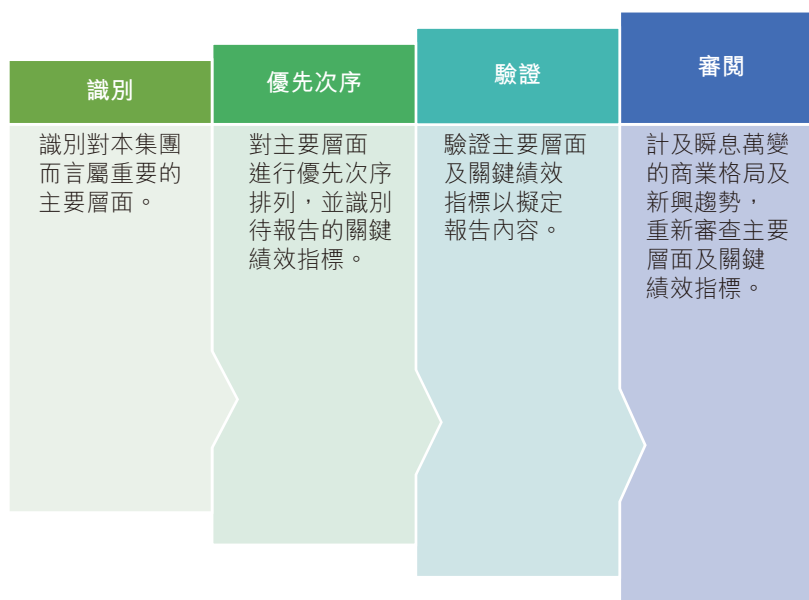 識別
識別對本集團
而言屬重要的
主要層面。
優先次序
對主要層面
進行優先次序
排列，並識別
待報告的關鍵
績效指標。
驗證
驗證主要層面
及關鍵績效
指標以擬定
報告內容。
審閱
計及瞬息萬變
的商業格局及
新興趨勢，
重新審查主要
層面及關鍵
績效指標。